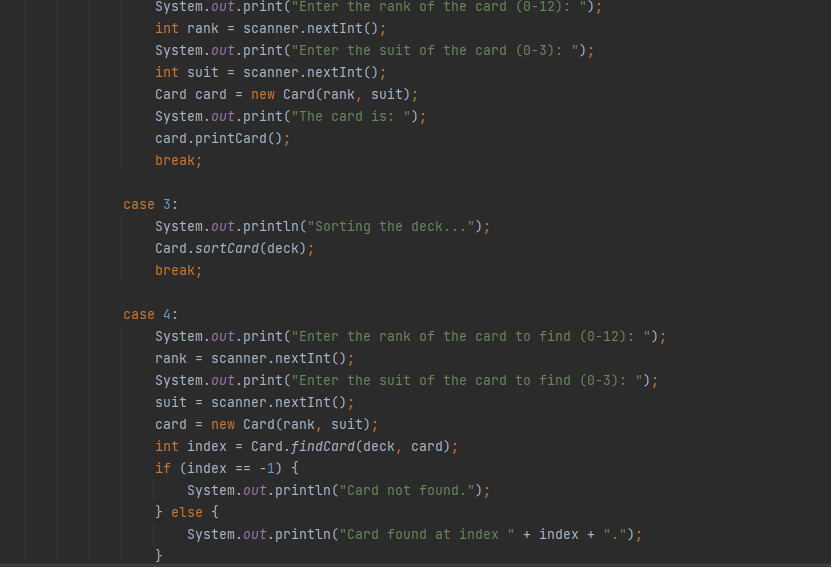 System.out.print("Enter the rank of the card (0-12): ");
int rank = scanner.nextInt();
System.out.print("Enter the suit of the card (0-3): ");
int suit = scanner.nextInt();
Card card = new Card(rank, suit);
System.out.print("The card is: ");
card.printCard();
break;
case 3:
System.out.println("Sorting the deck...");
Card.sortCard(deck);
break;
case 4:
System.out.print("Enter the rank of the card to find (0-12): ");
rank = scanner.nextInt();
System.out.print("Enter the suit of the card to find (0-3): ");
suit = scanner.nextInt();
card = new Card(rank, suit);
int index = Card.findCard(deck, card);
if (index == -1) {
System.out.println("Card not found.");
} else {
System.out.println("Card found at index " + index + ".");
}